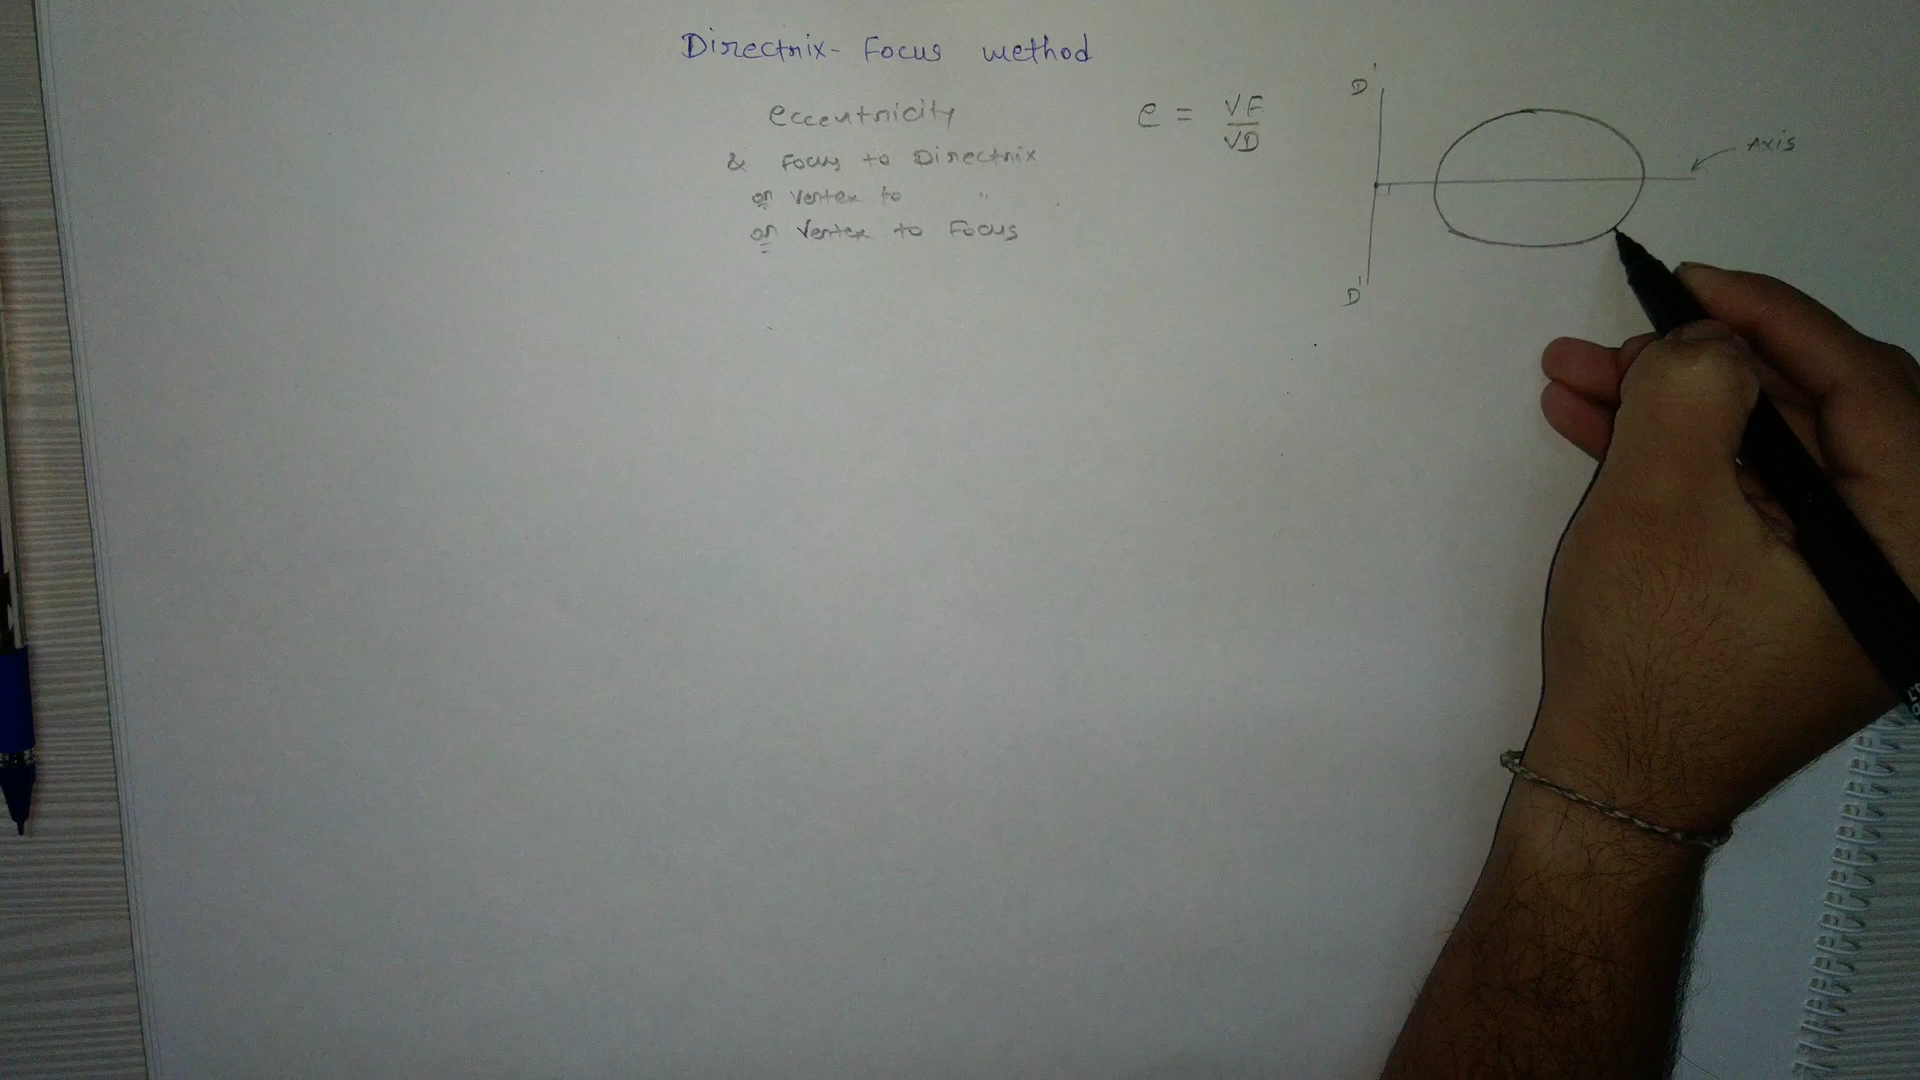 Directrix- Focus method
eccentricity
& Focus to Directrix
or vertex to "
or vertex to Focus
e = VF
VD
D'
Axis
D'